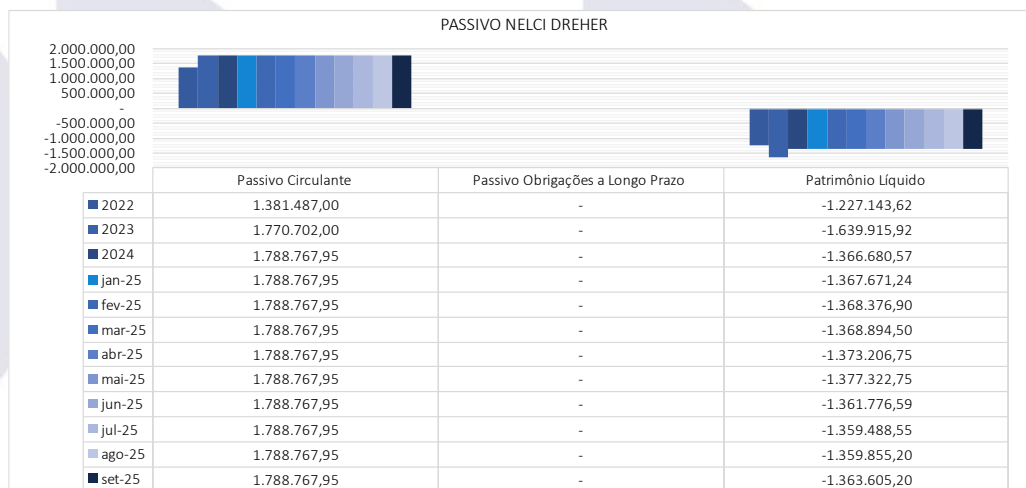 PASSIVO NELCI DREHER
2.000.000,00
1.500.000,00
1.000.000,00
500.000,00
-
-500.000,00
-1.000.000,00
-1.500.000,00
-2.000.000,00
Passivo Circulante Passivo Obrigações a Longo Prazo Patrimônio Líquido
2022 1.381.487,00 - -1.227.143,62
2023 1.770.702,00 - -1.639.915,92
2024 1.788.767,95 - -1.366.680,57
jan-25 1.788.767,95 - -1.367.671,24
fev-25 1.788.767,95 - -1.368.376,90
mar-25 1.788.767,95 - -1.368.894,50
abr-25 1.788.767,95 - -1.373.206,75
mai-25 1.788.767,95 - -1.377.322,75
jun-25 1.788.767,95 - -1.361.776,59
jul-25 1.788.767,95 - -1.359.488,55
ago-25 1.788.767,95 - -1.359.855,20
set-25 1.788.767,95 - -1.363.605,20